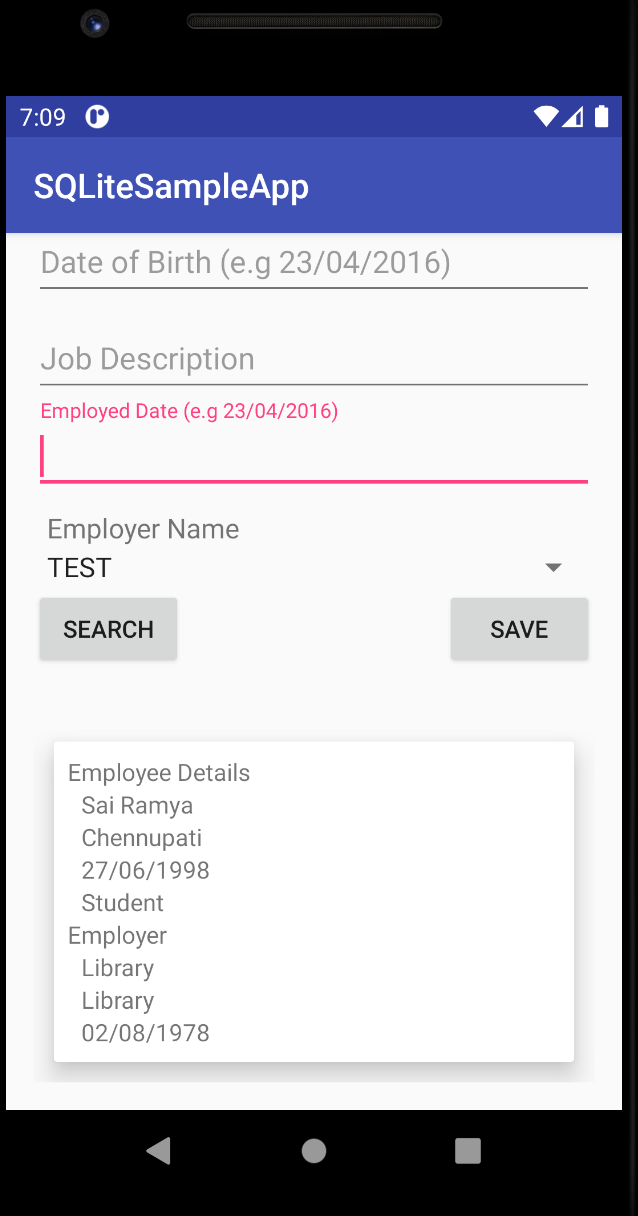 7:09
SQLiteSampleApp
Date of Birth (e.g 23/04/2016)
Job Description
Employed Date (e.g 23/04/2016)
Employer Name
TEST
SEARCH SAVE
Employee Details
Sai Ramya
Chennupati
27/06/1998
Student
Employer
Library
Library
02/08/1978